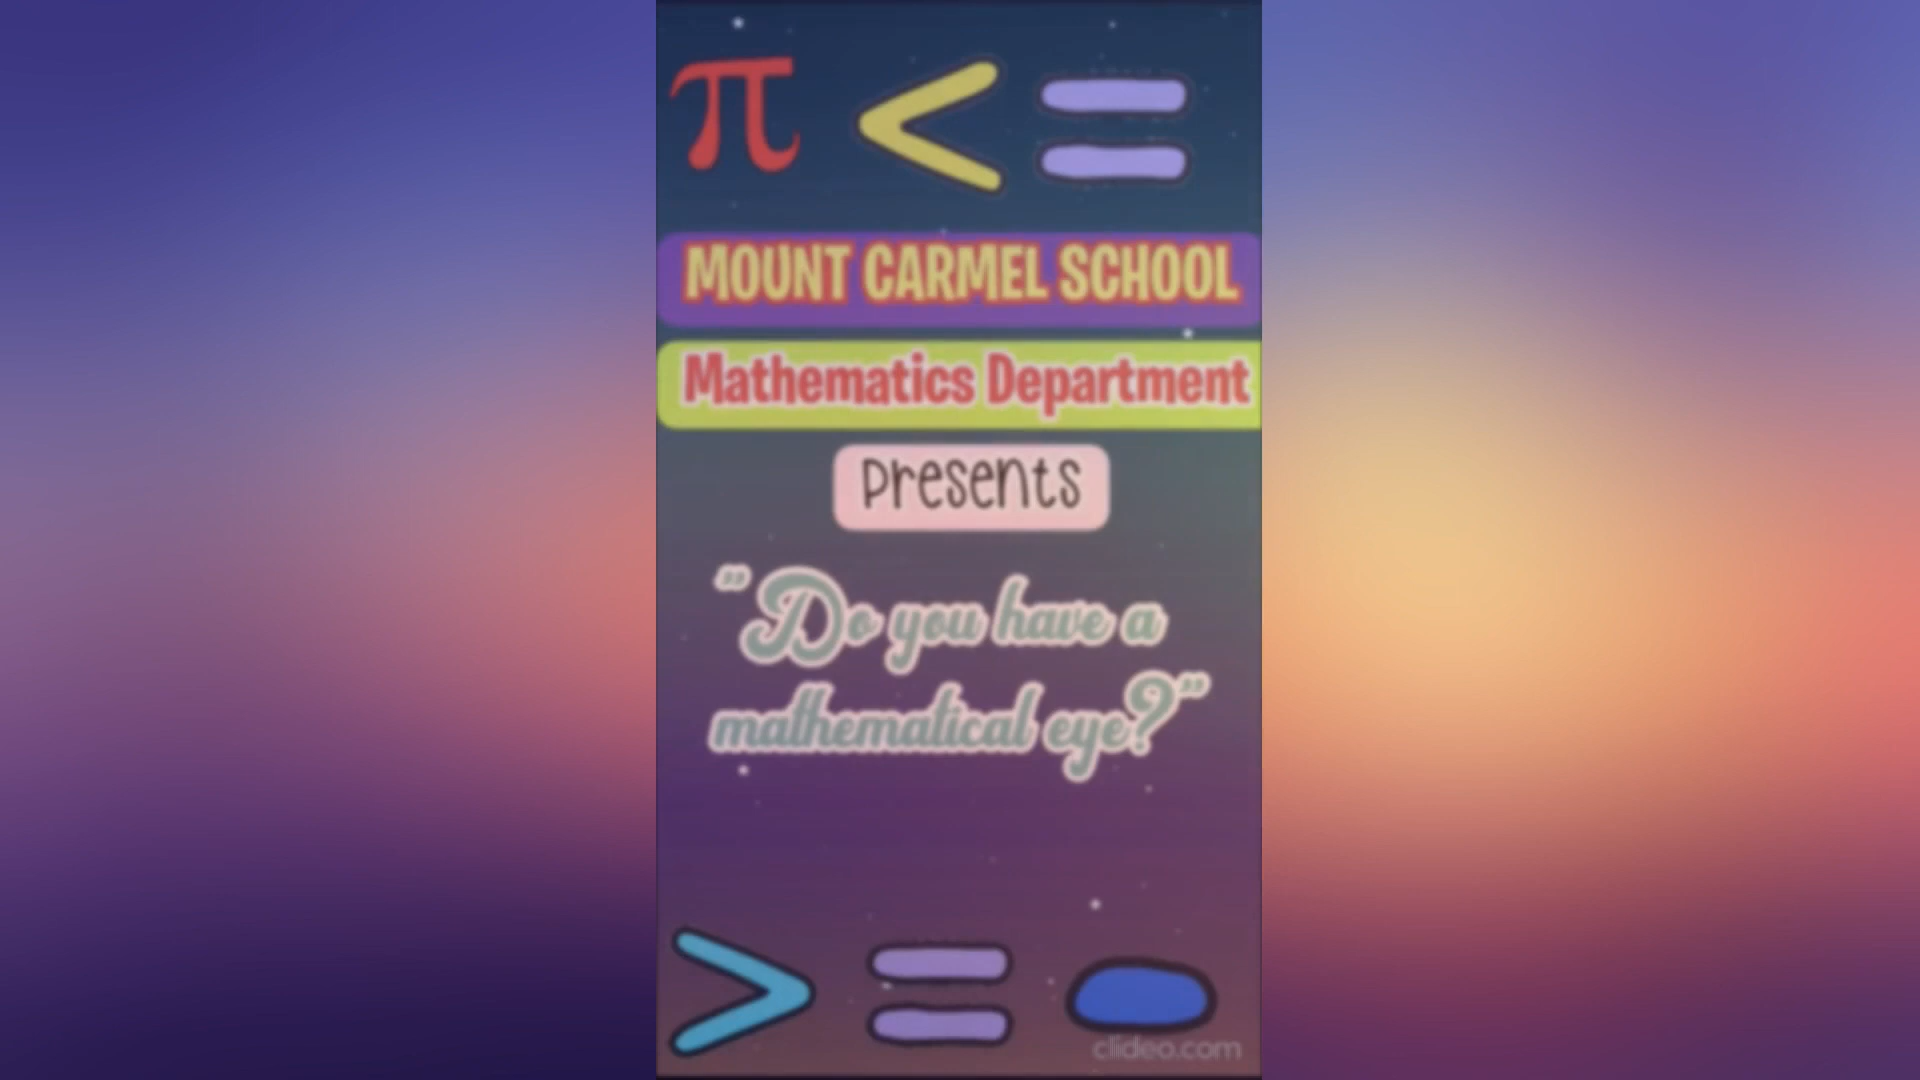 π < =
MOUNT CARMEL SCHOOL
Mathematics Department
presents
"Do you have a
mathematical eye?"
> =
clideo.com